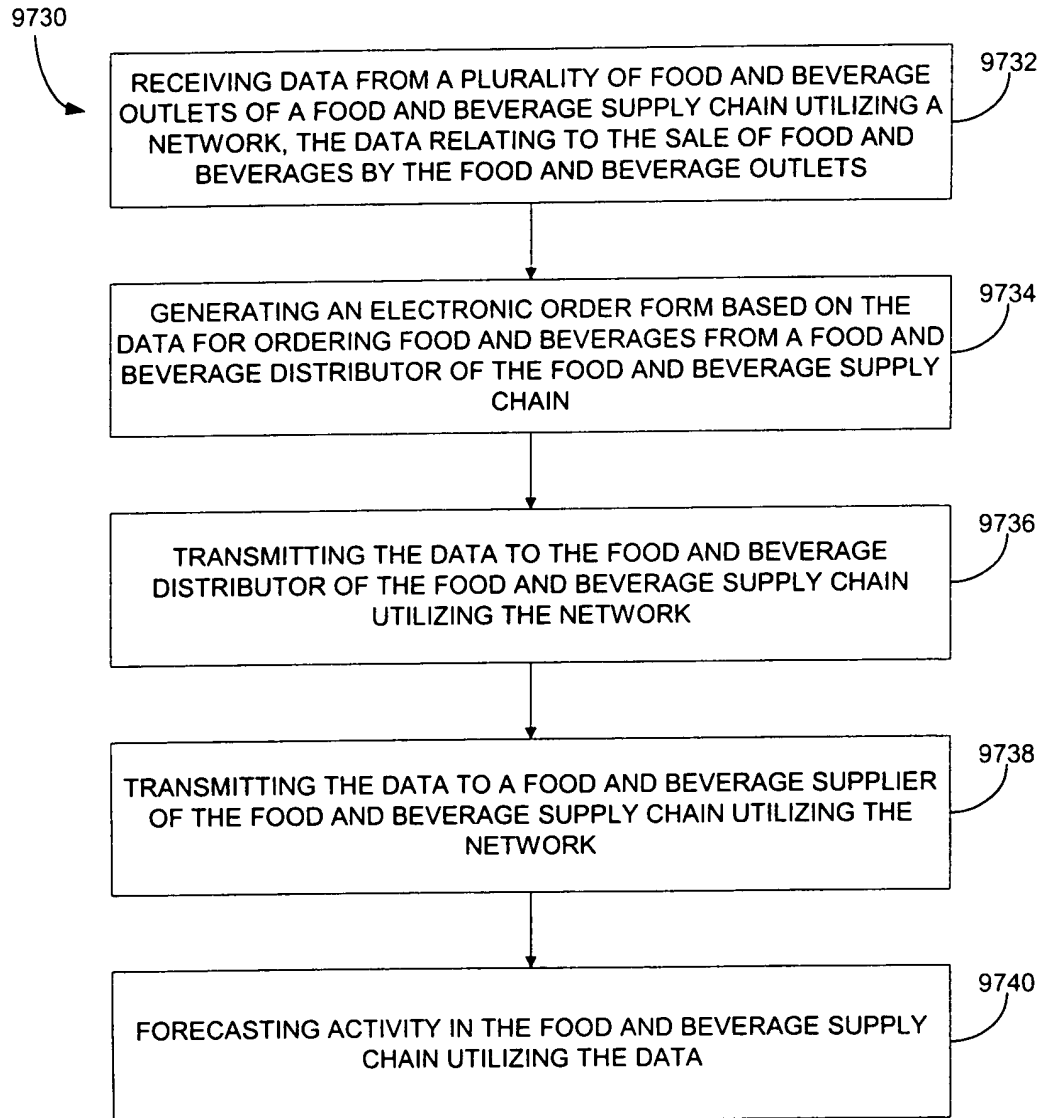 9730
RECEIVING DATA FROM A PLURALITY OF FOOD AND BEVERAGE
OUTLETS OF A FOOD AND BEVERAGE SUPPLY CHAIN UTILIZING A
NETWORK, THE DATA RELATING TO THE SALE OF FOOD AND
BEVERAGES BY THE FOOD AND BEVERAGE OUTLETS
9732
GENERATING AN ELECTRONIC ORDER FORM BASED ON THE
DATA FOR ORDERING FOOD AND BEVERAGES FROM A FOOD AND
BEVERAGE DISTRIBUTOR OF THE FOOD AND BEVERAGE SUPPLY
CHAIN
9734
TRANSMITTING THE DATA TO THE FOOD AND BEVERAGE
DISTRIBUTOR OF THE FOOD AND BEVERAGE SUPPLY CHAIN
UTILIZING THE NETWORK
9736
TRANSMITTING THE DATA TO A FOOD AND BEVERAGE SUPPLIER
OF THE FOOD AND BEVERAGE SUPPLY CHAIN UTILIZING THE
NETWORK
9738
FORECASTING ACTIVITY IN THE FOOD AND BEVERAGE SUPPLY
CHAIN UTILIZING THE DATA
9740